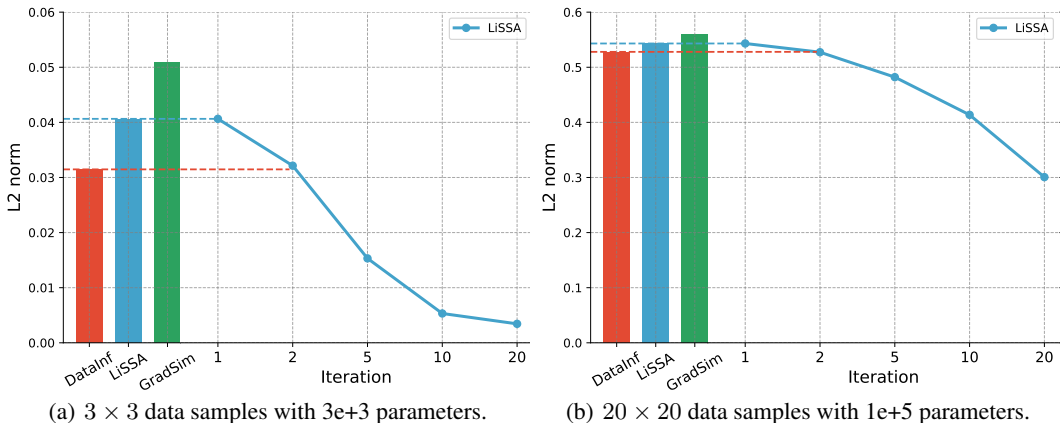 0.06
0.05
0.04
0.03
0.02
0.01
0.00
L2 norm
LiSSA
DataInf
LiSSA
GradSim
1
2
5
10
20
Iteration
(a) 3 × 3 data samples with 3e+3 parameters.
0.6
0.5
0.4
0.3
0.2
0.1
0.0
L2 norm
LiSSA
DataInf
LiSSA
GradSim
1
2
5
10
20
Iteration
(b) 20 × 20 data samples with 1e+5 parameters.